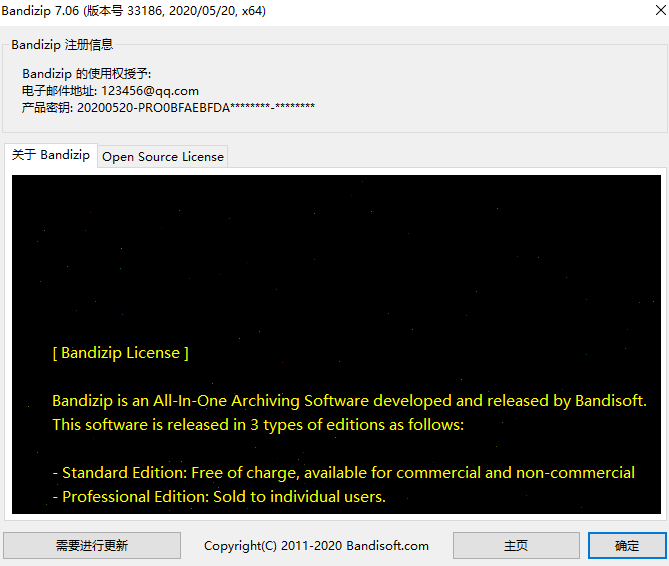 Bandizip 7.06 (版本号 33186, 2020/05/20, x64)
Bandizip 注册信息
Bandizip 的使用权授予:
电子邮件地址: 123456@qq.com
产品密钥: 20200520-PRO0BFAEBFDA********-********
关于 Bandizip
Open Source License
[ Bandizip License ]
Bandizip is an All-In-One Archiving Software developed and released by Bandisoft.
This software is released in 3 types of editions as follows:
- Standard Edition: Free of charge, available for commercial and non-commercial
- Professional Edition: Sold to individual users.
需要进行更新
Copyright(C) 2011-2020 Bandisoft.com
主页
确定